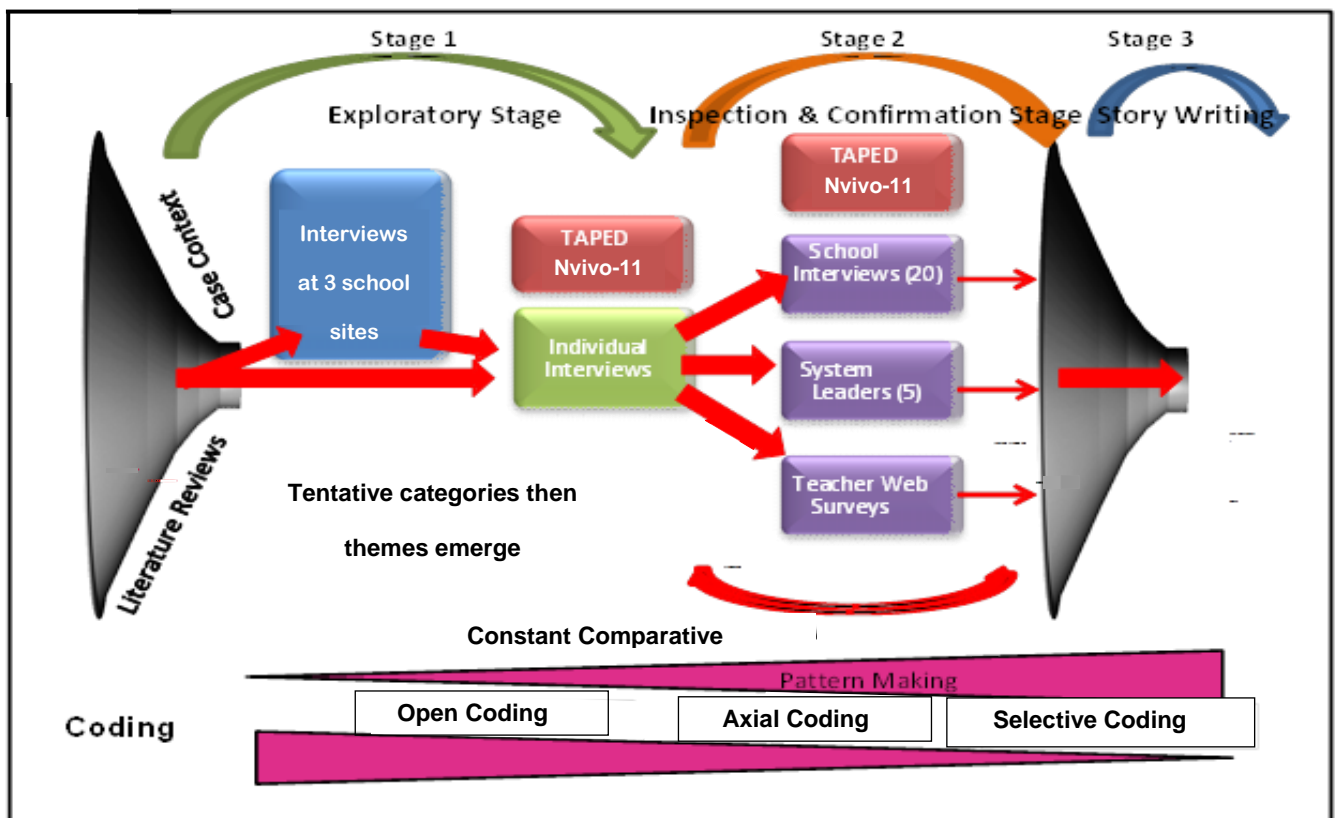 Stage 1
Stage 2
Stage 3
Exploratory Stage
Inspection & Confirmation Stage
Story Writing
Case Context
Literature Reviews
Interviews
at 3 school
sites
TAPED
Nvivo-11
Individual
Interviews
TAPED
Nvivo-11
School
Interviews (20)
System
Leaders (5)
Teacher Web
Surveys
Tentative categories then
themes emerge
Constant Comparative
Pattern Making
Coding
Open Coding
Axial Coding
Selective Coding